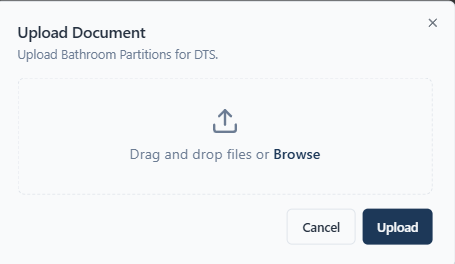 Upload Document
Upload Bathroom Partitions for DTS.
Drag and drop files or Browse
Cancel
Upload